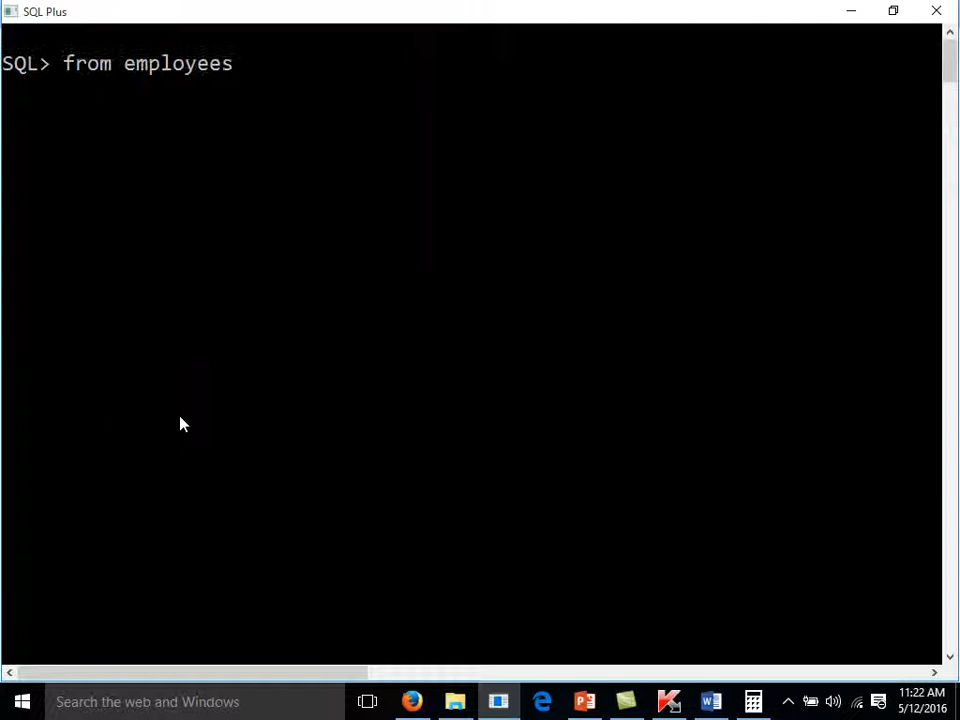 SQL Plus
SQL> from employees
Search the web and Windows
11:22 AM
5/12/2016